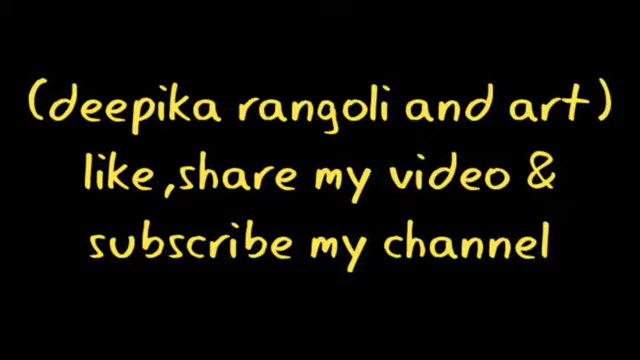 (deepika rangoli and art)
like ,share my video &
subscribe my channel